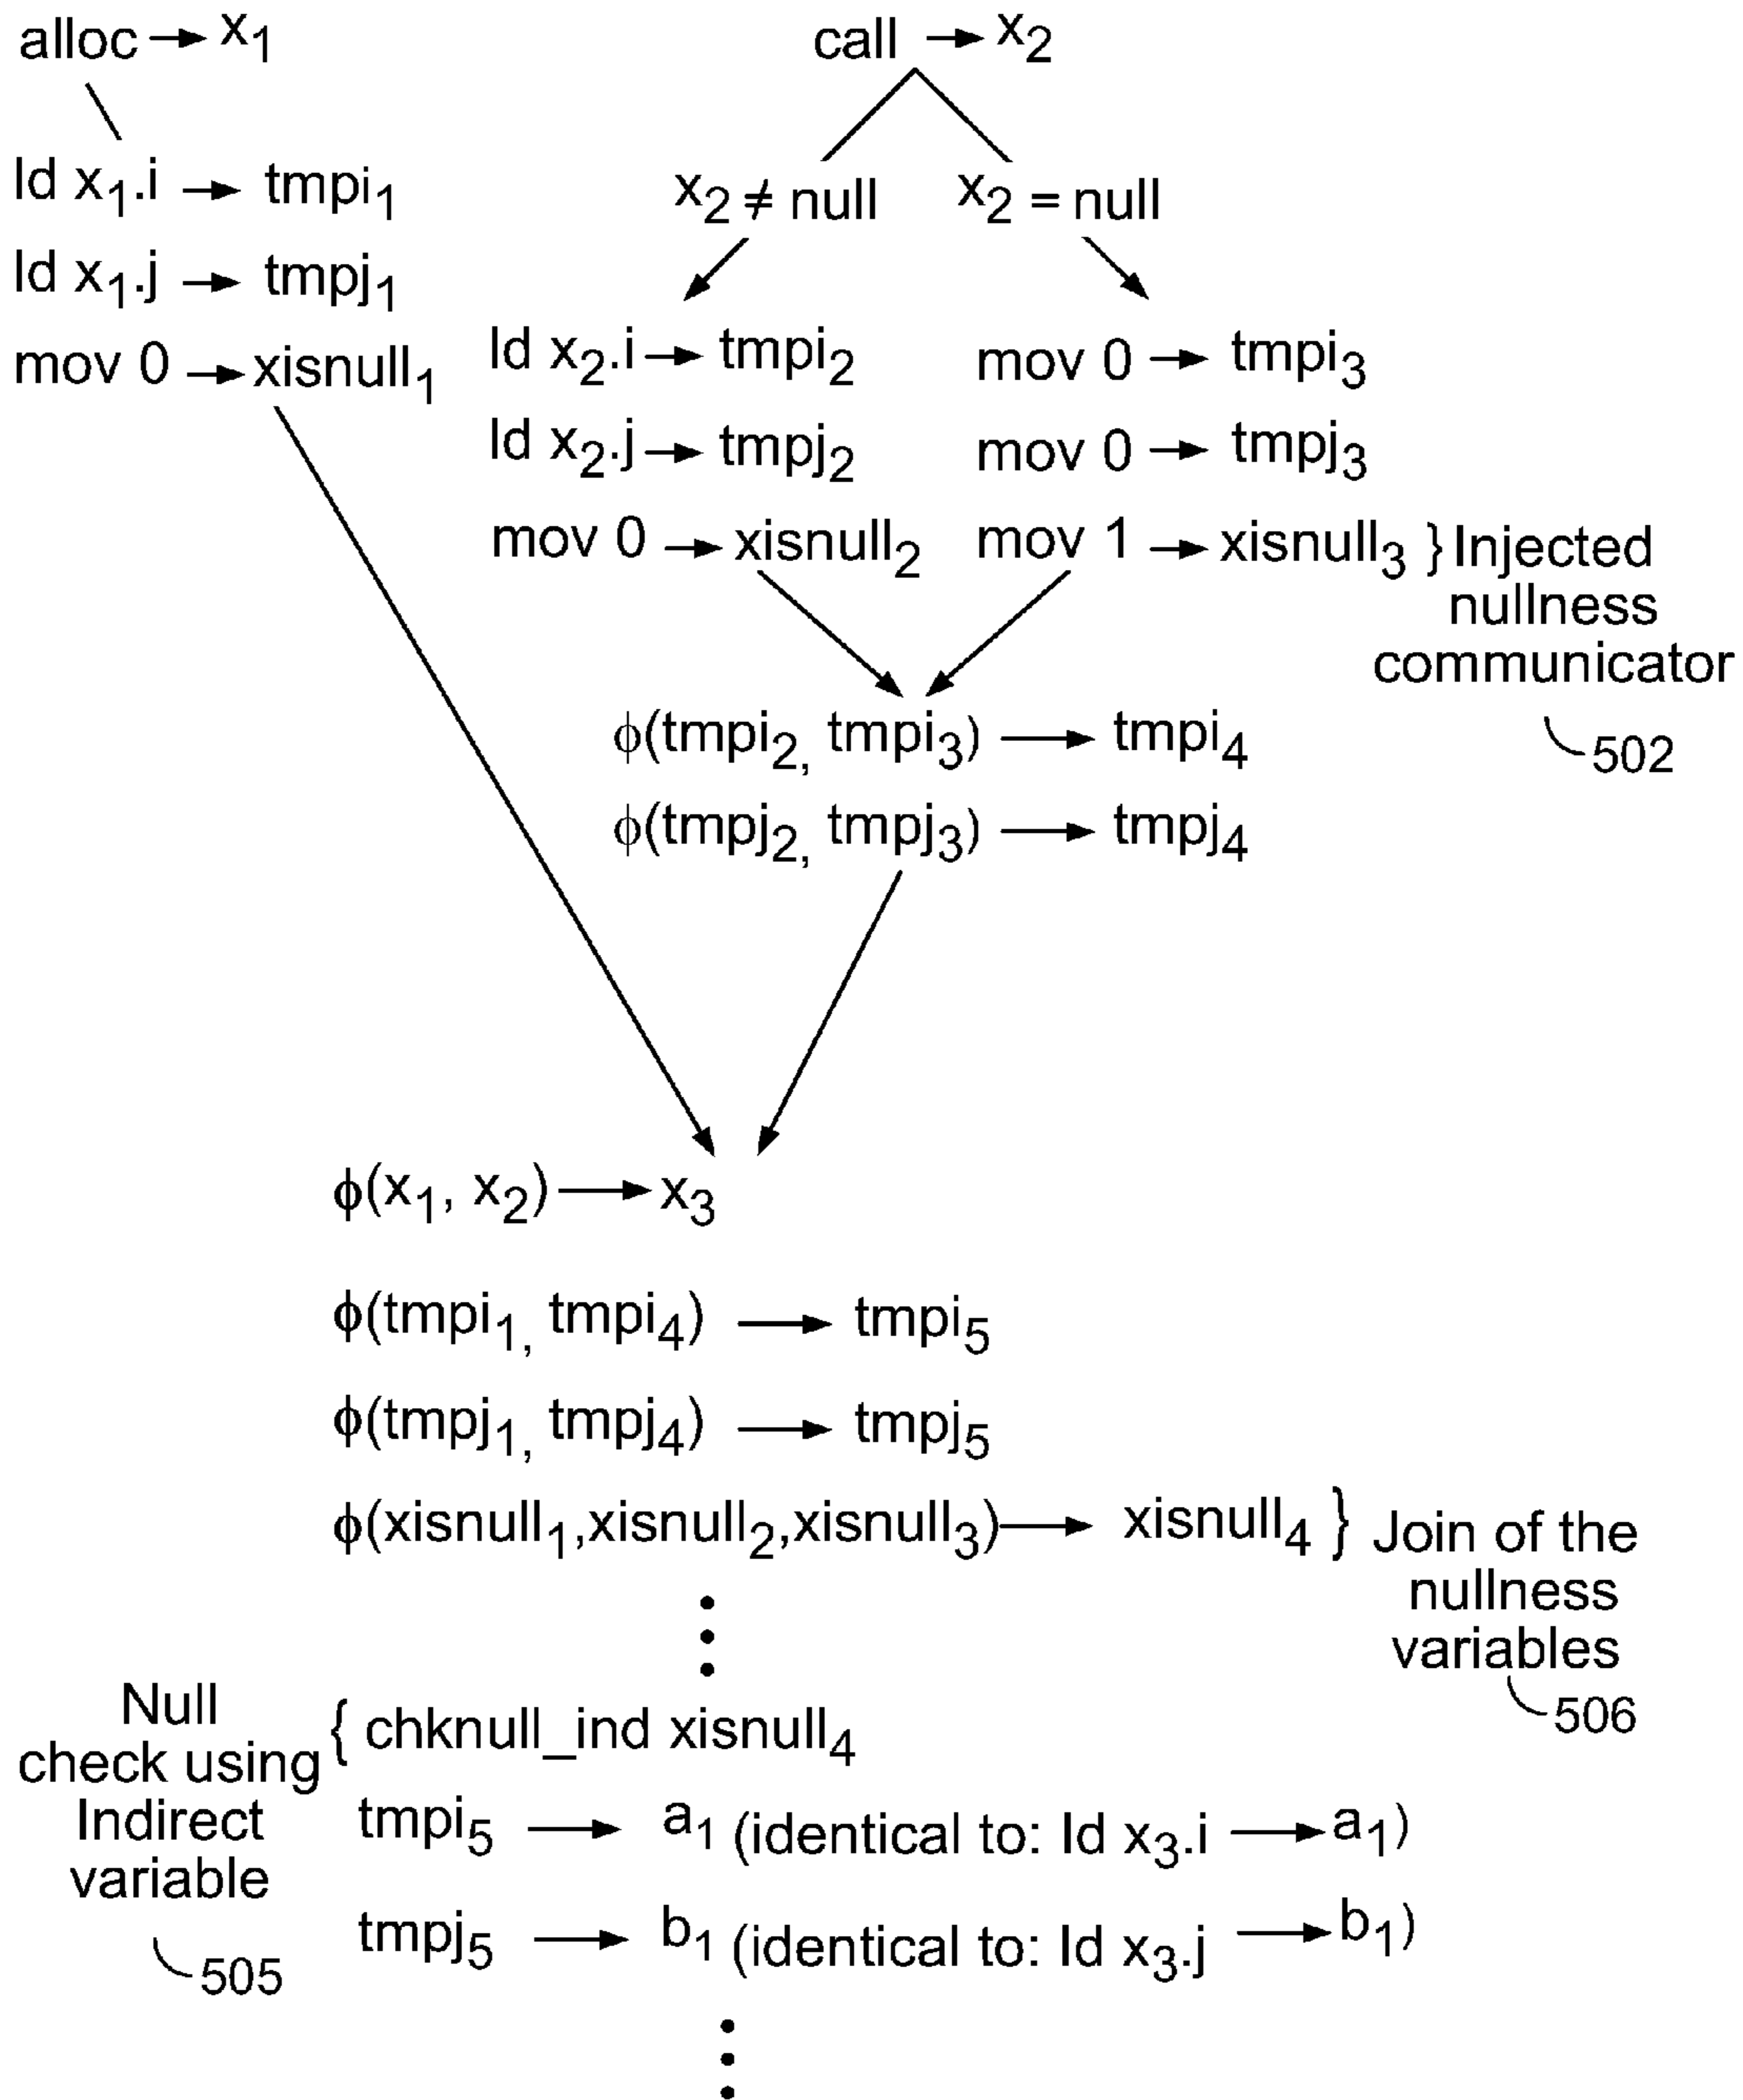 alloc → x₁
call → x₂
ld x₁.i → tmpi₁
x₂ ≠ null
x₂ = null
ld x₁.j → tmpj₁
mov 0 → xisnull₁
ld x₂.i → tmpi₂
mov 0 → tmpi₃
ld x₂.j → tmpj₂
mov 0 → tmpj₃
mov 0 → xisnull₂
mov 1 → xisnull₃ } Injected
nullness
communicator
502
ϕ(tmpi₂, tmpi₃) → tmpi₄
ϕ(tmpj₂, tmpj₃) → tmpj₄
ϕ(x₁, x₂) → x₃
ϕ(tmpi₁, tmpi₄) → tmpi₅
ϕ(tmpj₁, tmpj₄) → tmpj₅
ϕ(xisnull₁,xisnull₂,xisnull₃) → xisnull₄ } Join of the
nullness
variables
506
Null
check using
Indirect
variable
505
{ chknull_ind xisnull₄
tmpi₅ → a₁ (identical to: ld x₃.i → a₁)
tmpj₅ → b₁ (identical to: ld x₃.j → b₁)